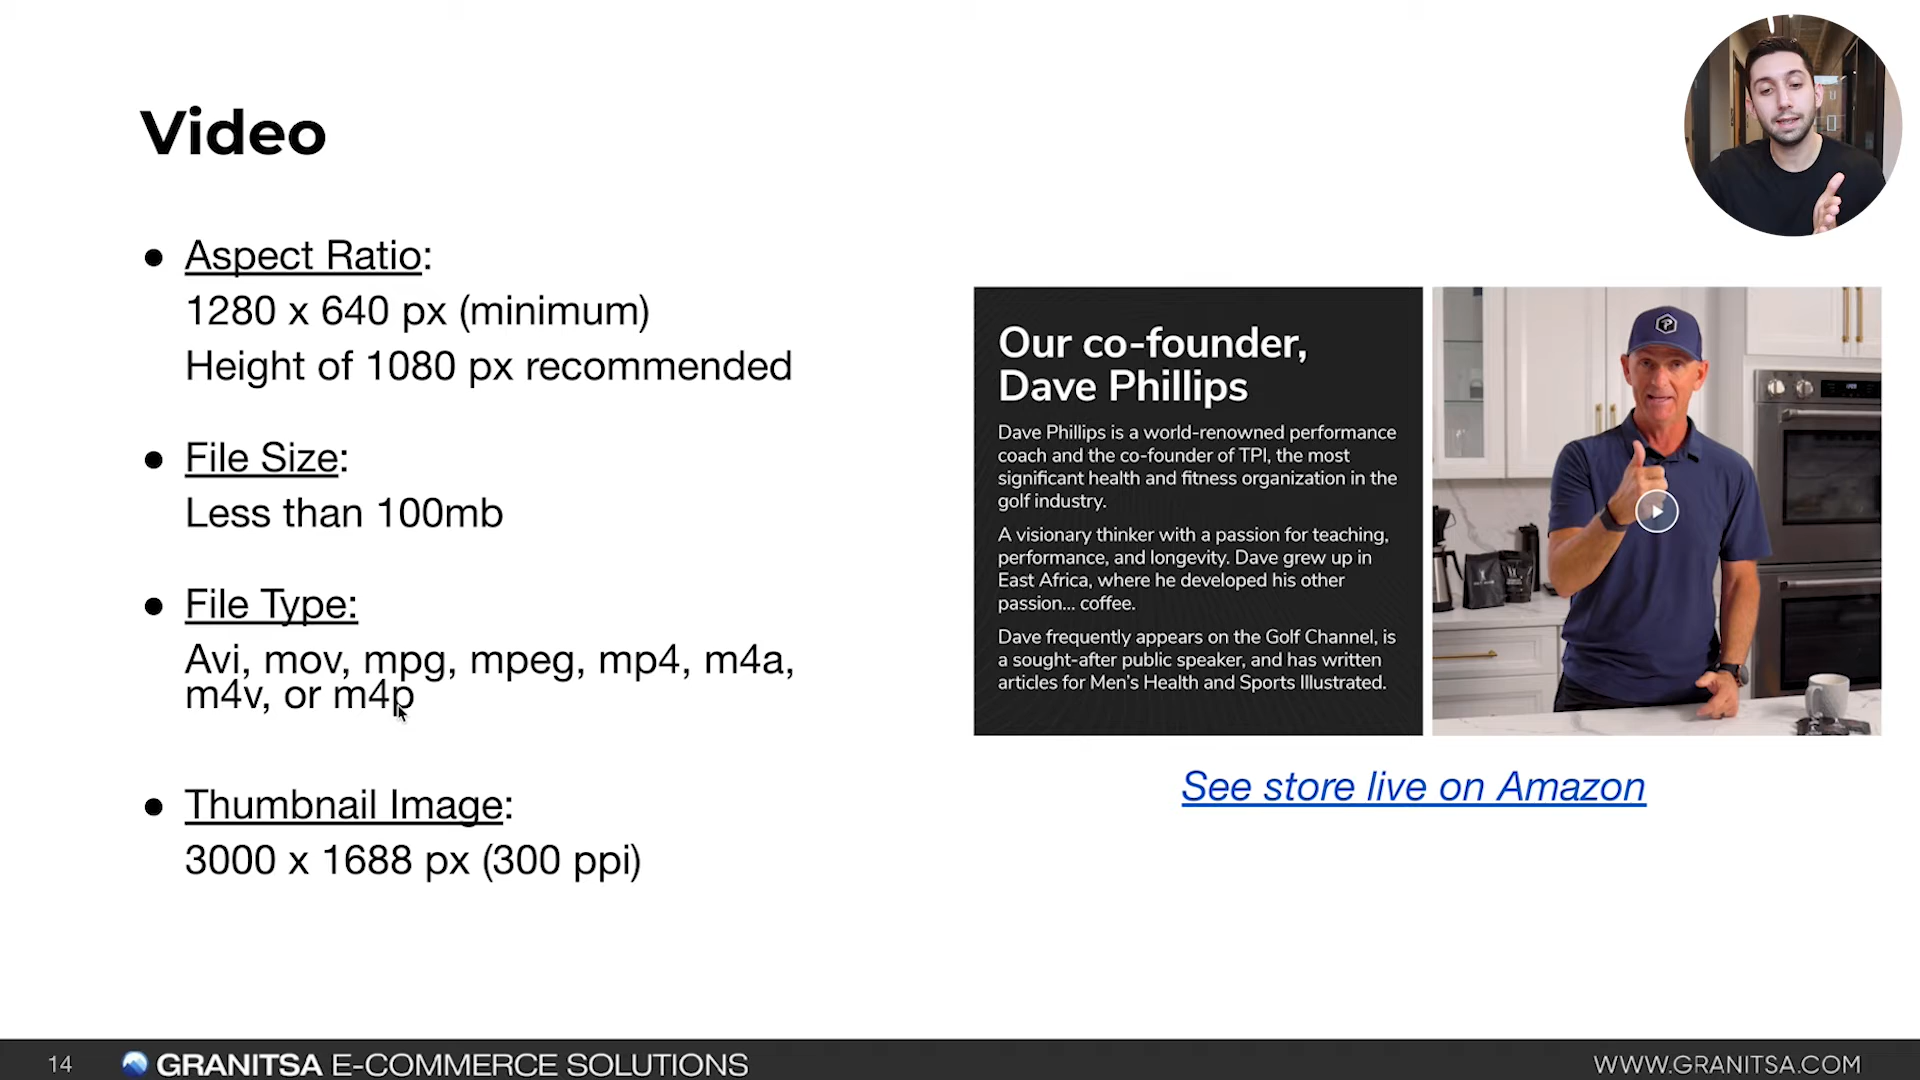 Video
● Aspect Ratio:
1280 x 640 px (minimum)
Height of 1080 px recommended
● File Size:
Less than 100mb
● File Type:
Avi, mov, mpg, mpeg, mp4, m4a,
m4v, or m4p
● Thumbnail Image:
3000 x 1688 px (300 ppi)
Our co-founder,
Dave Phillips
Dave Phillips is a world-renowned performance
coach and the co-founder of TPI, the most
significant health and fitness organization in the
golf industry.
A visionary thinker with a passion for teaching,
performance, and longevity. Dave grew up in
East Africa, where he developed his other
passion... coffee.
Dave frequently appears on the Golf Channel, is
a sought-after public speaker, and has written
articles for Men's Health and Sports Illustrated.
See store live on Amazon
14
GRANITSA E-COMMERCE SOLUTIONS
WWW.GRANITSA.COM